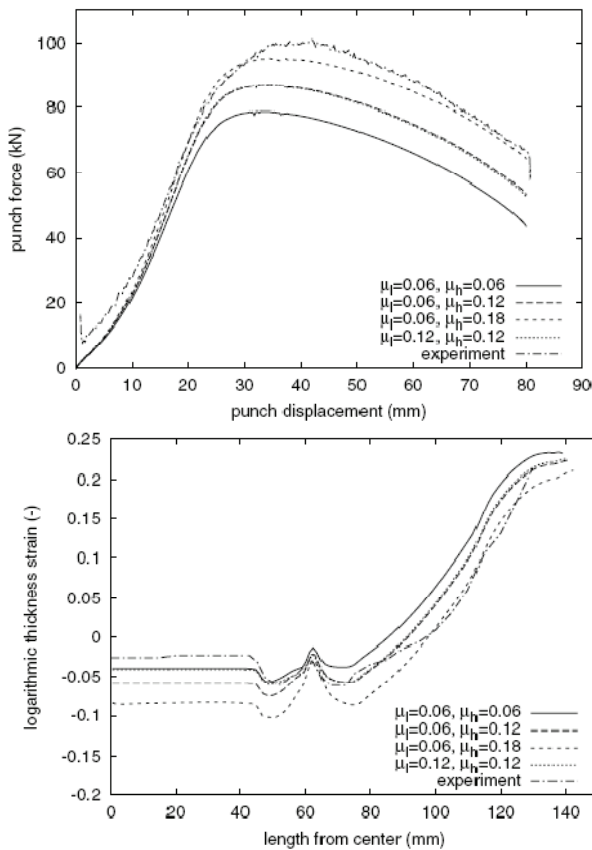 100
80
60
40
20
0
punch force (kN)
μl=0.06, μh=0.06
μl=0.06, μh=0.12
μl=0.06, μh=0.18
μl=0.12, μh=0.12
experiment
0 10 20 30 40 50 60 70 80 90
punch displacement (mm)
0.25
0.2
0.15
0.1
0.05
0
-0.05
-0.1
-0.15
-0.2
logarithmic thickness strain (-)
μl=0.06, μh=0.06
μl=0.06, μh=0.12
μl=0.06, μh=0.18
μl=0.12, μh=0.12
experiment
0 20 40 60 80 100 120 140
length from center (mm)